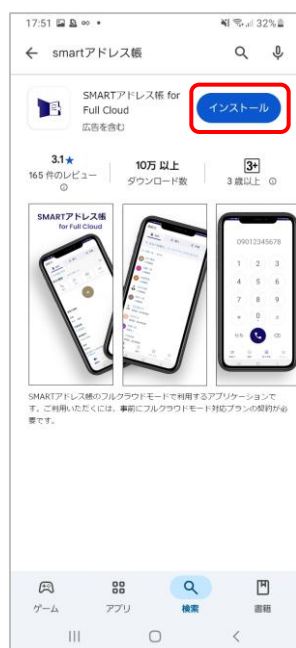 17:51
32%
smartアドレス帳
SMARTアドレス帳 for
Full Cloud
広告を含む
インストール
3.1★
165 件のレビュー
10万 以上
ダウンロード数
3+
3 歳以上
SMARTアドレス帳
for Full Cloud
09012345678
1 2 3
4 5 6
7 8 9
* 0 #
SMARTアドレス帳のフルクラウドモードで利用するアプリケーションで
す。ご利用いただくには、事前にフルクラウドモード対応プランの契約が必
要です。
ゲーム
アプリ
検索
書籍